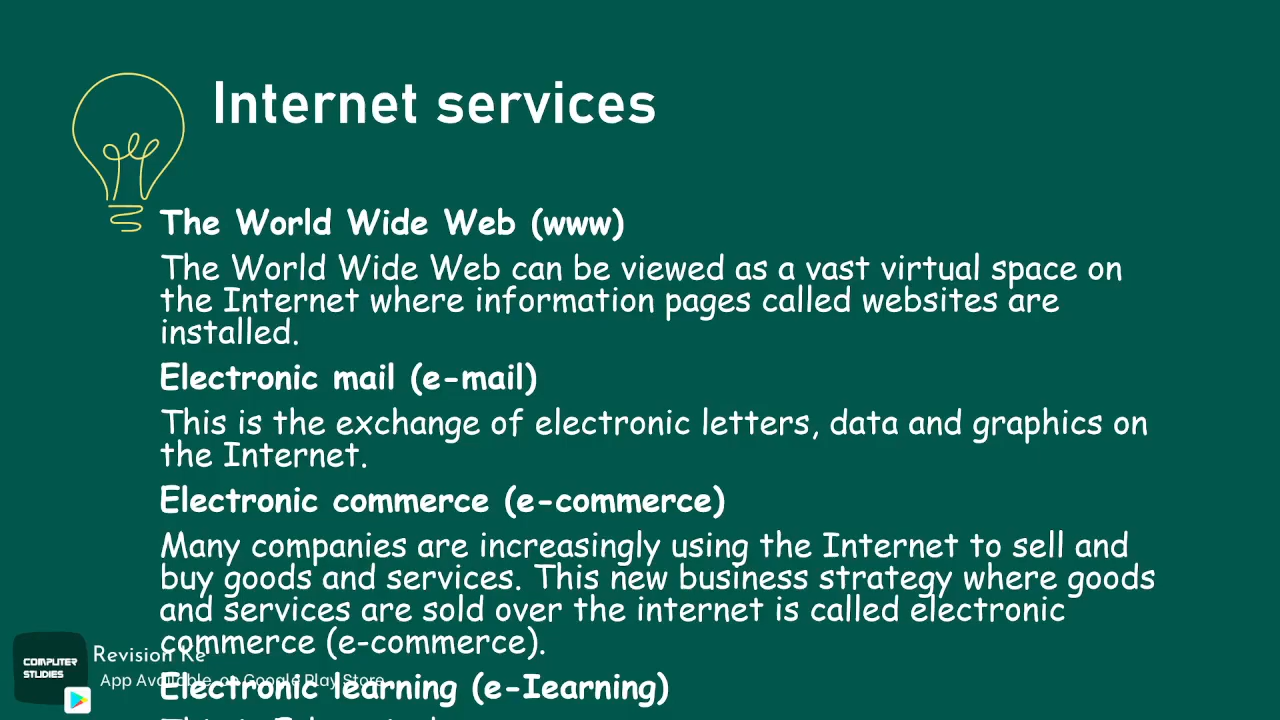 Internet services
The World Wide Web (www)
The World Wide Web can be viewed as a vast virtual space on
the Internet where information pages called websites are
installed.
Electronic mail (e-mail)
This is the exchange of electronic letters, data and graphics on
the Internet.
Electronic commerce (e-commerce)
Many companies are increasingly using the Internet to sell and
buy goods and services. This new business strategy where goods
and services are sold over the internet is called electronic
commerce (e-commerce).
Electronic learning (e-Iearning)
COMPUTER
STUDIES
Revision Ke
App Available on Google Play Store